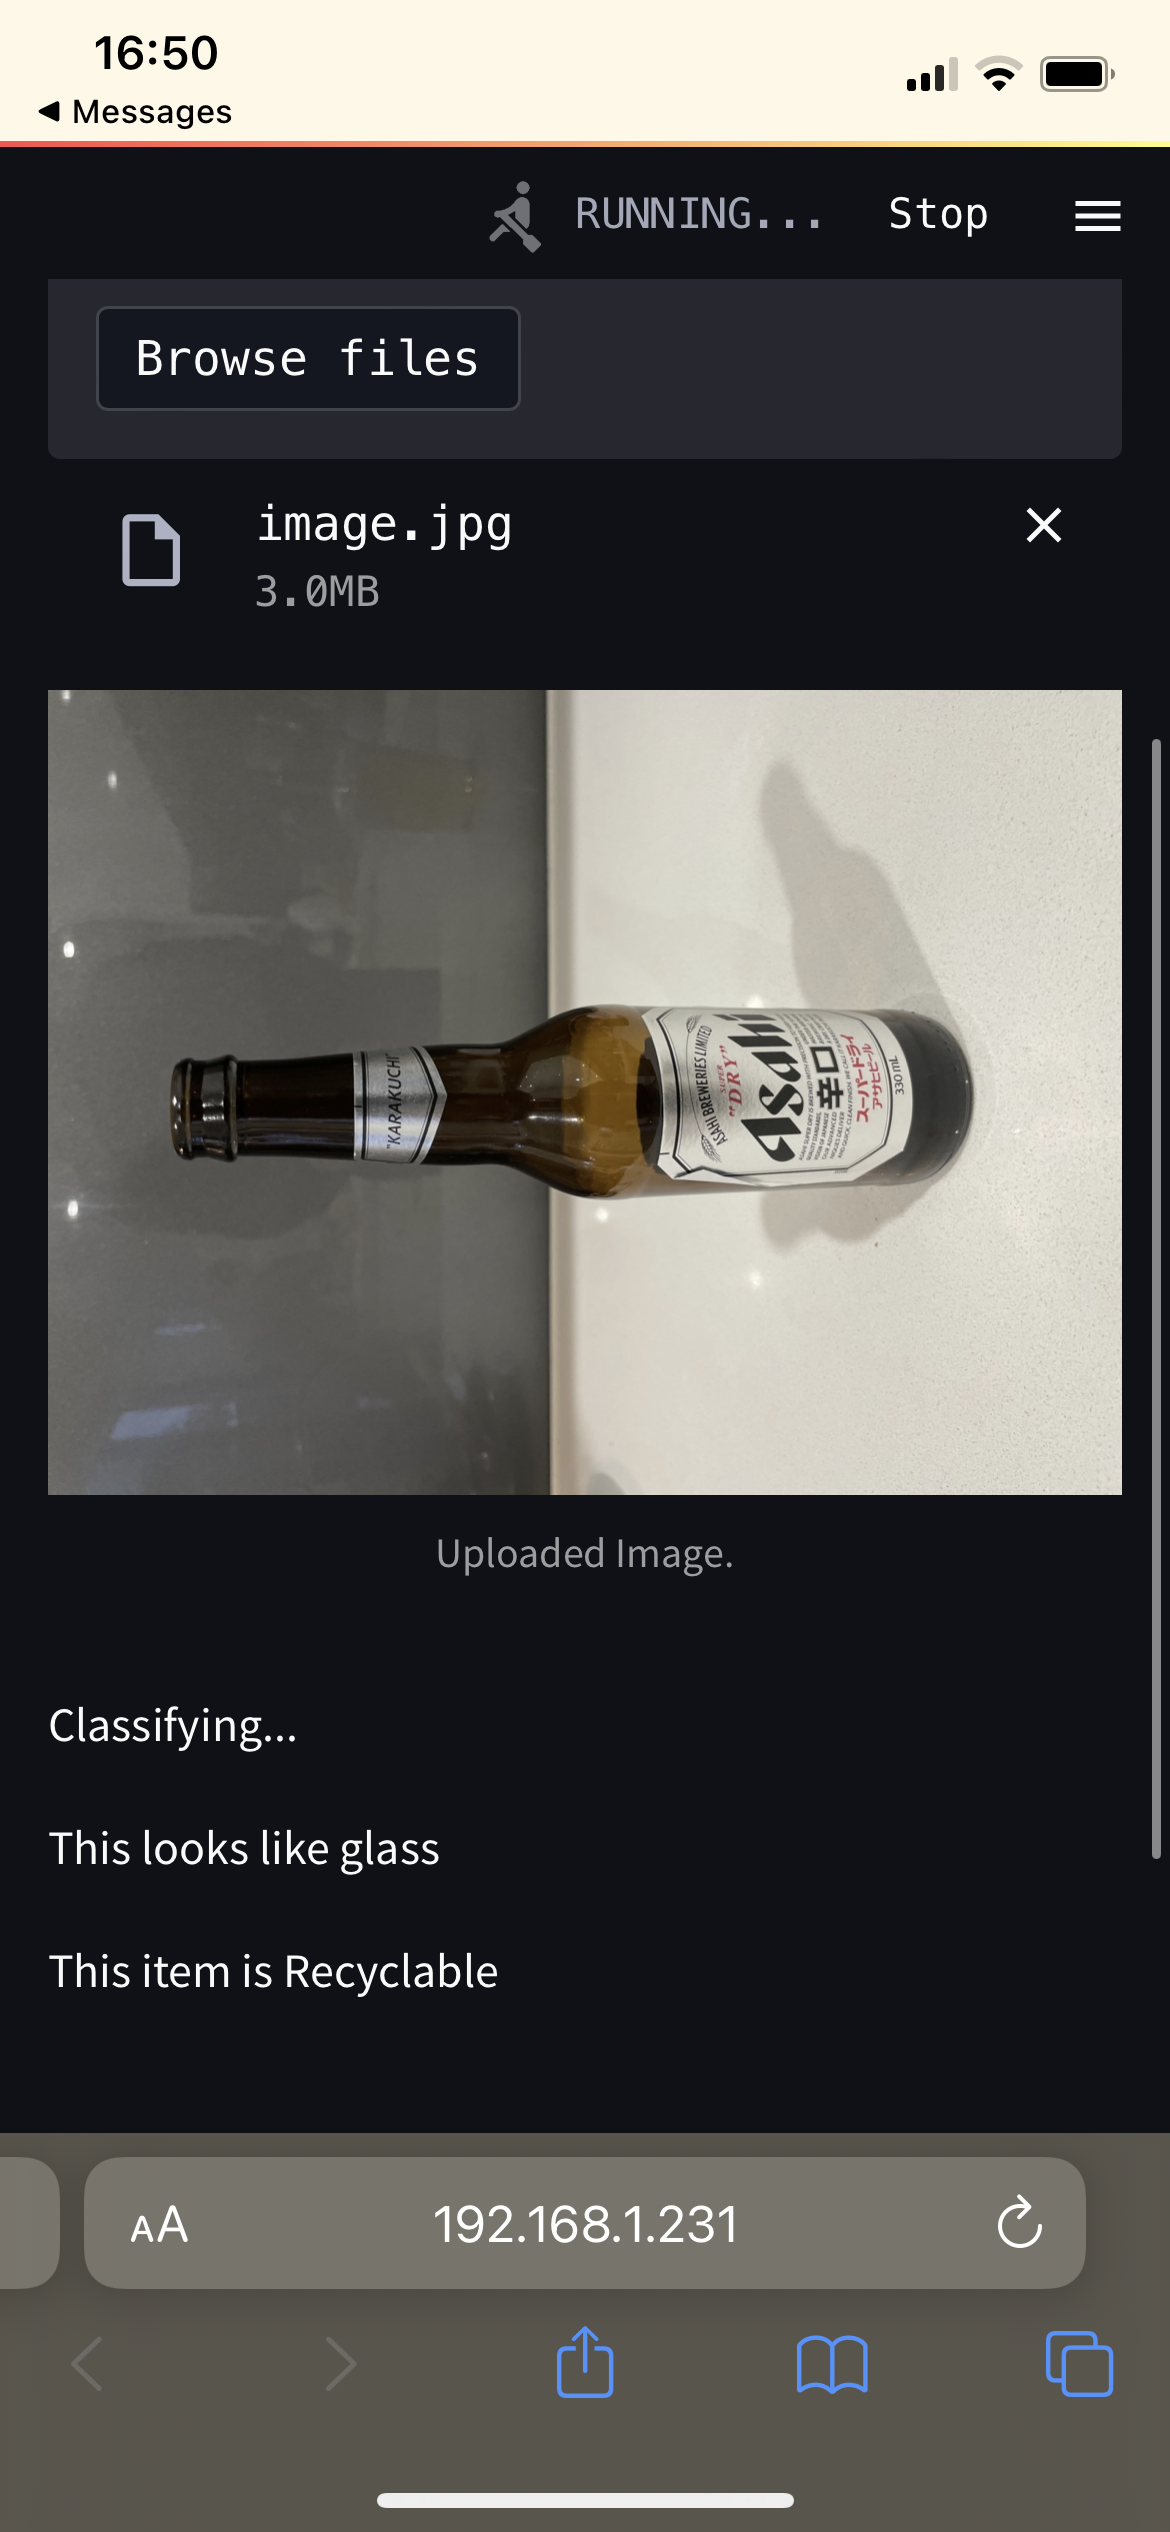 16:50
Messages
RUNNING...
Stop
Browse files
image.jpg
3.0MB
"KARAKUCHI"
ASAHI BREWERIES LIMITED
SUPER
"DRY"
Asahi
辛口
スーパードライ
アサヒビール
330 mL
Uploaded Image.
Classifying...
This looks like glass
This item is Recyclable
AA
192.168.1.231